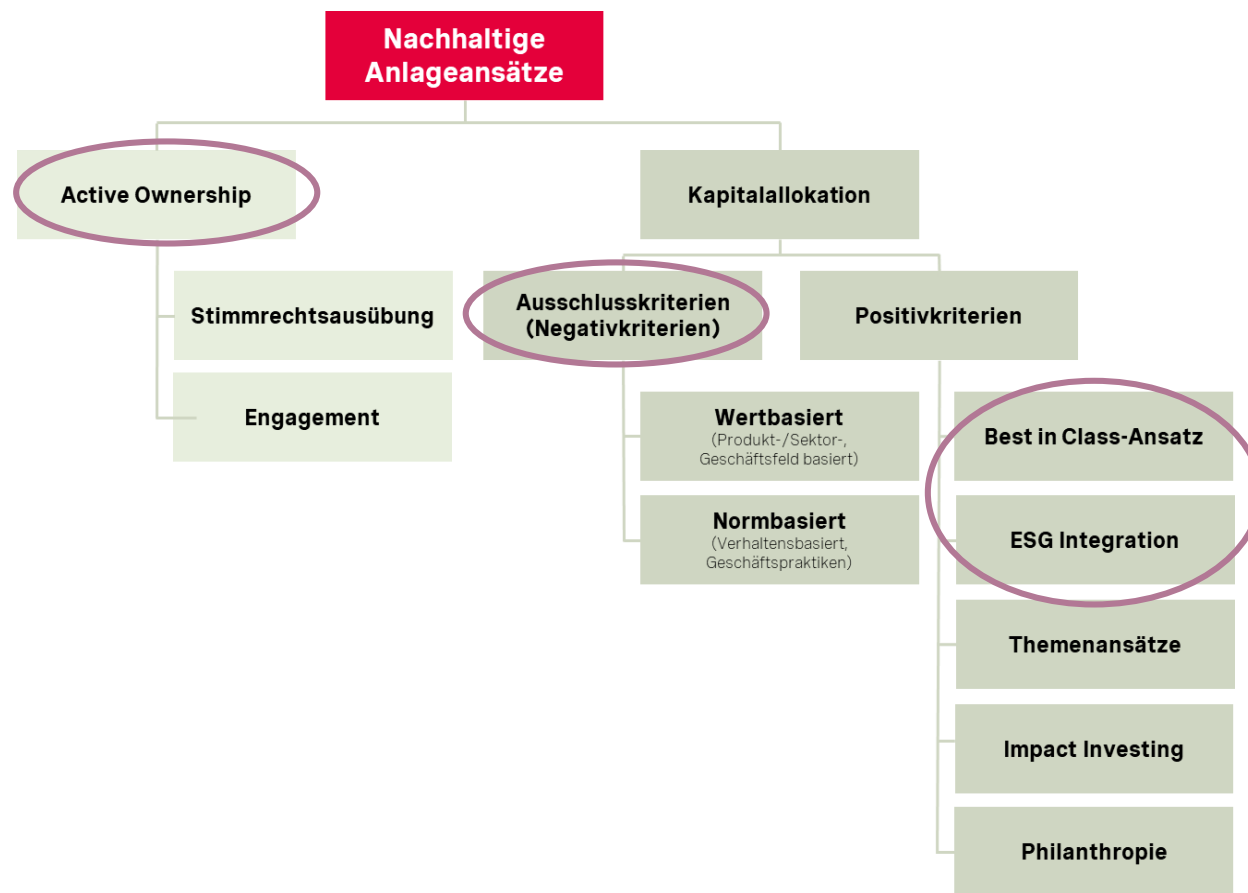 Nachhaltige
Anlageansätze
Active Ownership
Kapitalallokation
Stimmrechtsausübung
Engagement
Ausschlusskriterien
(Negativkriterien)
Positivkriterien
Wertbasiert
(Produkt-/Sektor-,
Geschäftsfeld basiert)
Normbasiert
(Verhaltensbasiert,
Geschäftspraktiken)
Best in Class-Ansatz
ESG Integration
Themenansätze
Impact Investing
Philanthropie